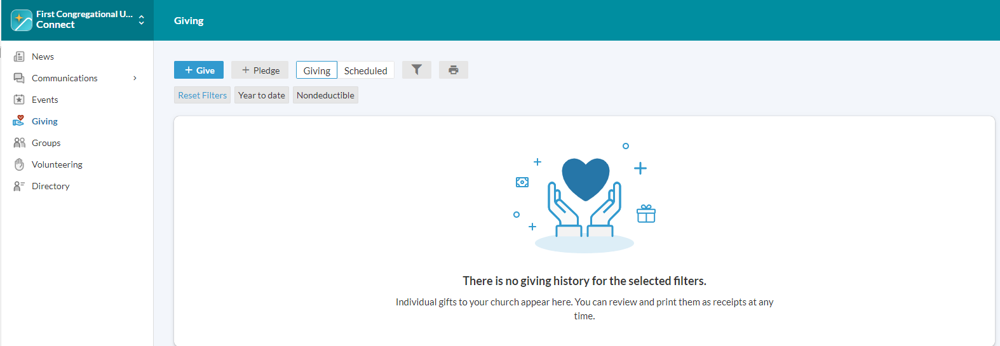 First Congregational U...
Connect
Giving
News
Communications
Events
Giving
Groups
Volunteering
Directory
+ Give + Pledge Giving Scheduled
Reset Filters Year to date Nondeductible
There is no giving history for the selected filters.
Individual gifts to your church appear here. You can review and print them as receipts at any
time.